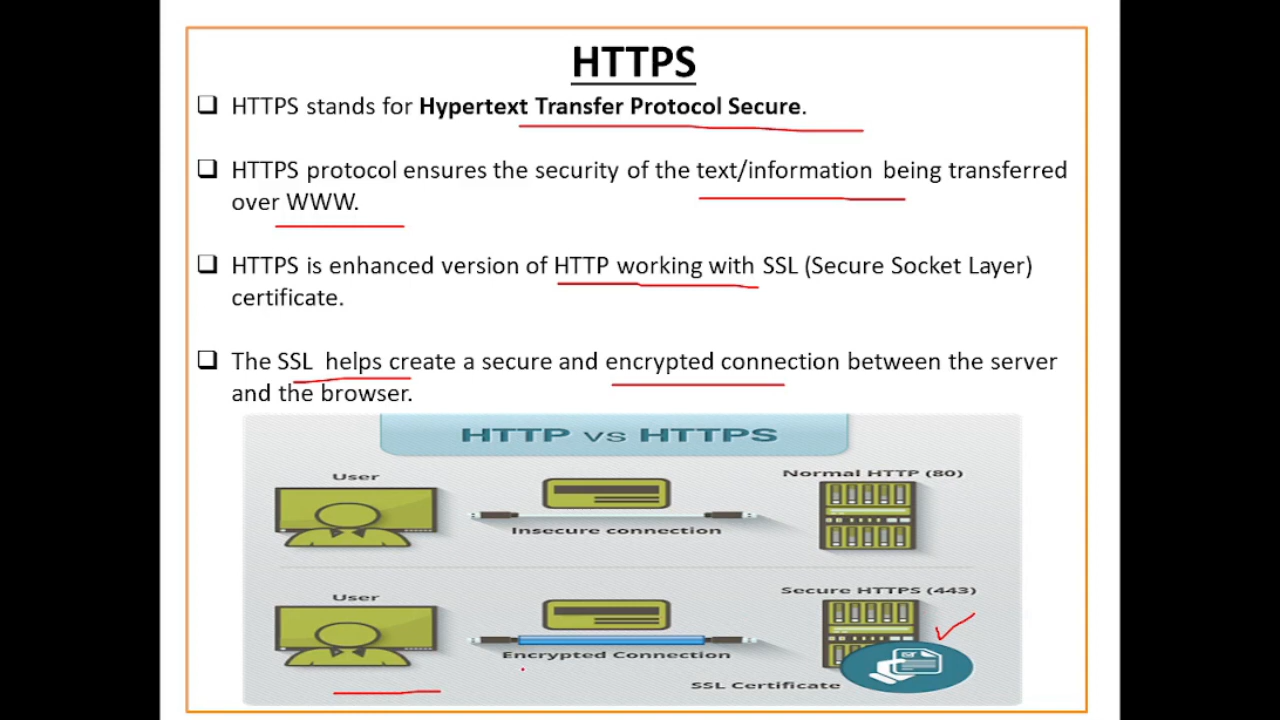 HTTPS
HTTPS stands for Hypertext Transfer Protocol Secure.
HTTPS protocol ensures the security of the text/information being transferred
over WWW.
HTTPS is enhanced version of HTTP working with SSL (Secure Socket Layer)
certificate.
The SSL helps create a secure and encrypted connection between the server
and the browser.
HTTP vs HTTPS
User
Normal HTTP (80)
Insecure connection
User
Secure HTTPS (443)
Encrypted Connection
SSL Certificate